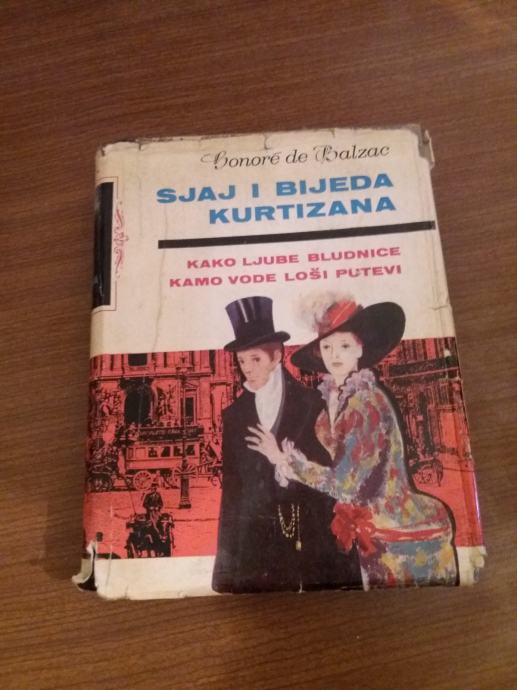 Honoré de Balzac
SJAJ I BIJEDA
KURTIZANA
KAKO LJUBE BLUDNICE
KAMO VODE LOŠI PUTEVI